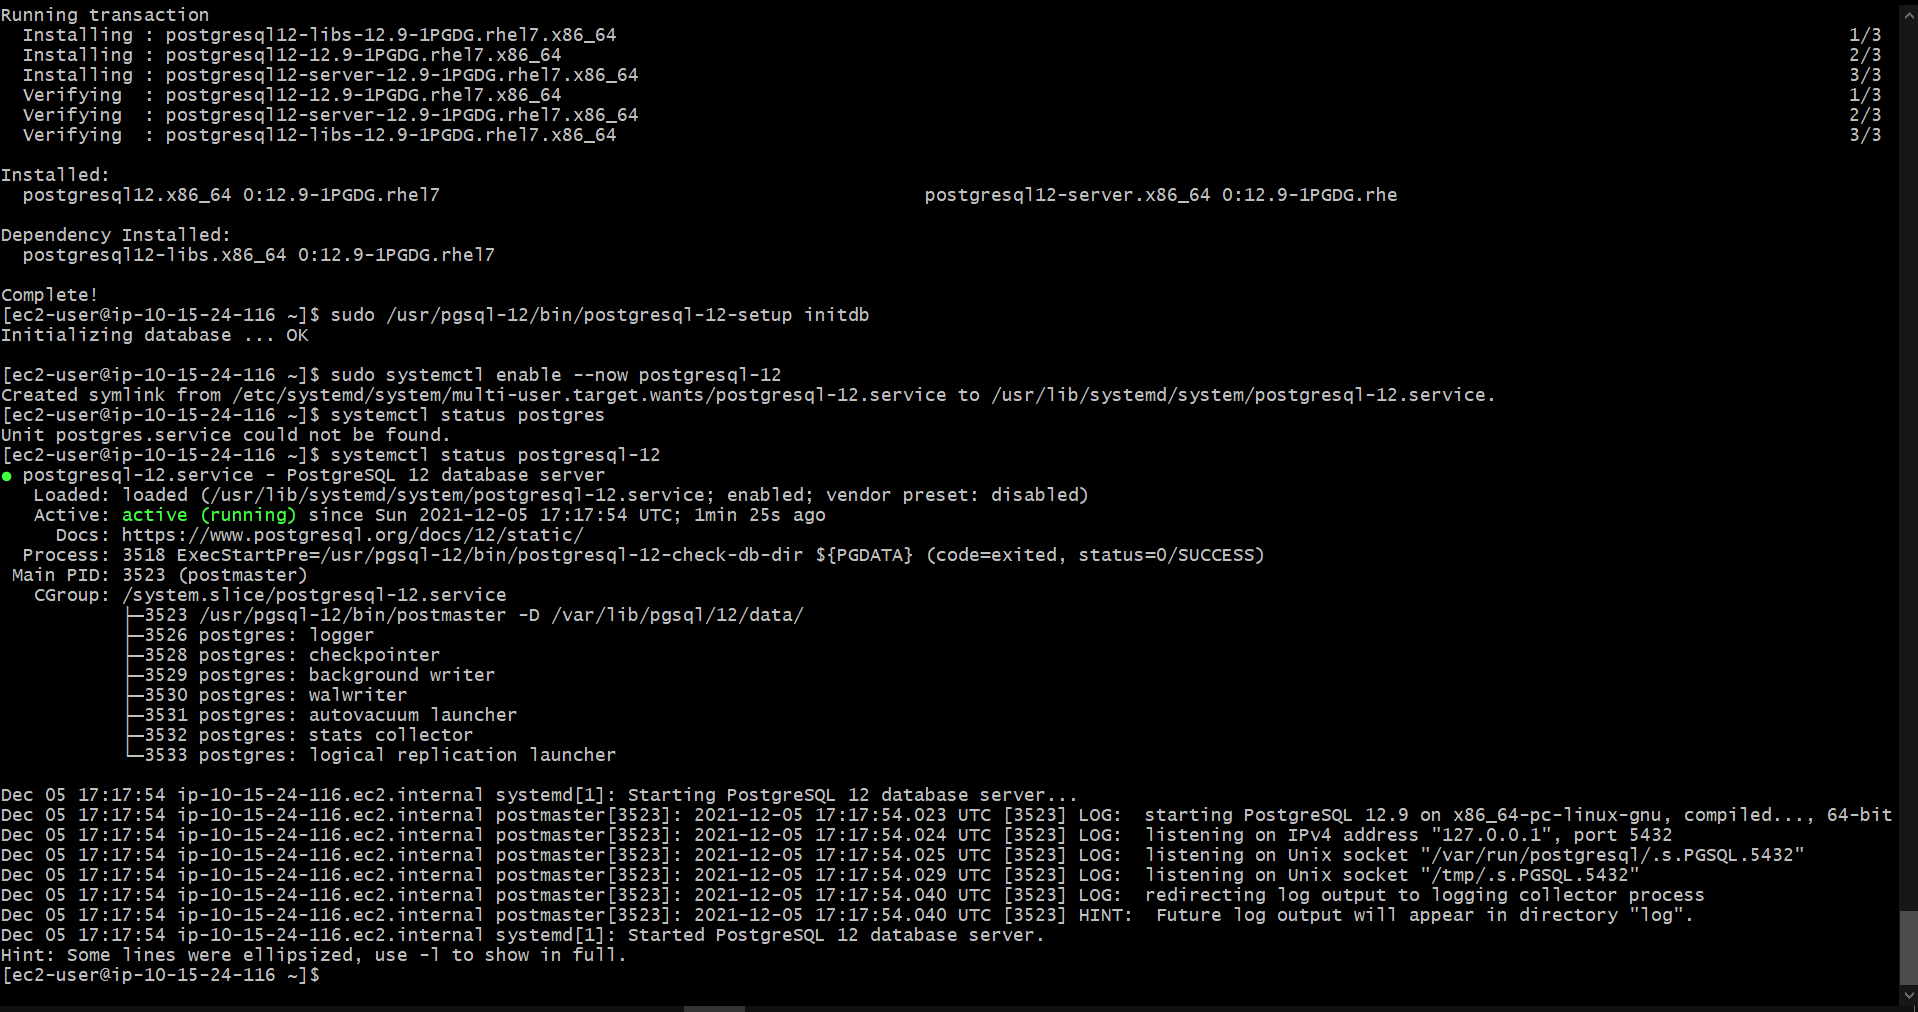 Running transaction
  Installing : postgresql12-libs-12.9-1PGDG.rhel7.x86_64 1/3
  Installing : postgresql12-12.9-1PGDG.rhel7.x86_64 2/3
  Installing : postgresql12-server-12.9-1PGDG.rhel7.x86_64 3/3
  Verifying  : postgresql12-12.9-1PGDG.rhel7.x86_64 1/3
  Verifying  : postgresql12-server-12.9-1PGDG.rhel7.x86_64 2/3
  Verifying  : postgresql12-libs-12.9-1PGDG.rhel7.x86_64 3/3

Installed:
  postgresql12.x86_64 0:12.9-1PGDG.rhel7 postgresql12-server.x86_64 0:12.9-1PGDG.rhe

Dependency Installed:
  postgresql12-libs.x86_64 0:12.9-1PGDG.rhel7

Complete!
[ec2-user@ip-10-15-24-116 ~]$ sudo /usr/pgsql-12/bin/postgresql-12-setup initdb
Initializing database ... OK

[ec2-user@ip-10-15-24-116 ~]$ sudo systemctl enable --now postgresql-12
Created symlink from /etc/systemd/system/multi-user.target.wants/postgresql-12.service to /usr/lib/systemd/system/postgresql-12.service.
[ec2-user@ip-10-15-24-116 ~]$ systemctl status postgres
Unit postgres.service could not be found.
[ec2-user@ip-10-15-24-116 ~]$ systemctl status postgresql-12
● postgresql-12.service - PostgreSQL 12 database server
   Loaded: loaded (/usr/lib/systemd/system/postgresql-12.service; enabled; vendor preset: disabled)
   Active: active (running) since Sun 2021-12-05 17:17:54 UTC; 1min 25s ago
     Docs: https://www.postgresql.org/docs/12/static/
  Process: 3518 ExecStartPre=/usr/pgsql-12/bin/postgresql-12-check-db-dir ${PGDATA} (code=exited, status=0/SUCCESS)
 Main PID: 3523 (postmaster)
   CGroup: /system.slice/postgresql-12.service
           ├─3523 /usr/pgsql-12/bin/postmaster -D /var/lib/pgsql/12/data/
           ├─3526 postgres: logger
           ├─3528 postgres: checkpointer
           ├─3529 postgres: background writer
           ├─3530 postgres: walwriter
           ├─3531 postgres: autovacuum launcher
           ├─3532 postgres: stats collector
           └─3533 postgres: logical replication launcher

Dec 05 17:17:54 ip-10-15-24-116.ec2.internal systemd[1]: Starting PostgreSQL 12 database server...
Dec 05 17:17:54 ip-10-15-24-116.ec2.internal postmaster[3523]: 2021-12-05 17:17:54.023 UTC [3523] LOG:  starting PostgreSQL 12.9 on x86_64-pc-linux-gnu, compiled..., 64-bit
Dec 05 17:17:54 ip-10-15-24-116.ec2.internal postmaster[3523]: 2021-12-05 17:17:54.024 UTC [3523] LOG:  listening on IPv4 address "127.0.0.1", port 5432
Dec 05 17:17:54 ip-10-15-24-116.ec2.internal postmaster[3523]: 2021-12-05 17:17:54.025 UTC [3523] LOG:  listening on Unix socket "/var/run/postgresql/.s.PGSQL.5432"
Dec 05 17:17:54 ip-10-15-24-116.ec2.internal postmaster[3523]: 2021-12-05 17:17:54.029 UTC [3523] LOG:  listening on Unix socket "/tmp/.s.PGSQL.5432"
Dec 05 17:17:54 ip-10-15-24-116.ec2.internal postmaster[3523]: 2021-12-05 17:17:54.040 UTC [3523] LOG:  redirecting log output to logging collector process
Dec 05 17:17:54 ip-10-15-24-116.ec2.internal postmaster[3523]: 2021-12-05 17:17:54.040 UTC [3523] HINT:  Future log output will appear in directory "log".
Dec 05 17:17:54 ip-10-15-24-116.ec2.internal systemd[1]: Started PostgreSQL 12 database server.
Hint: Some lines were ellipsized, use -l to show in full.
[ec2-user@ip-10-15-24-116 ~]$